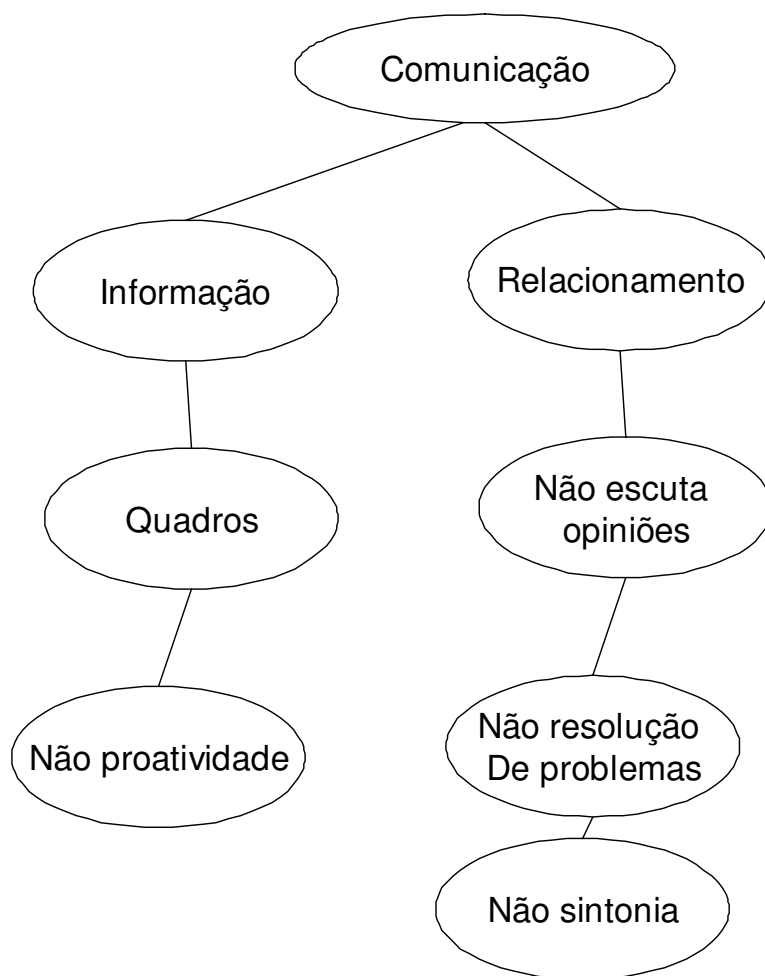 Comunicação
Informação
Relacionamento
Quadros
Não escuta
opiniões
Não proatividade
Não resolução
De problemas
Não sintonia